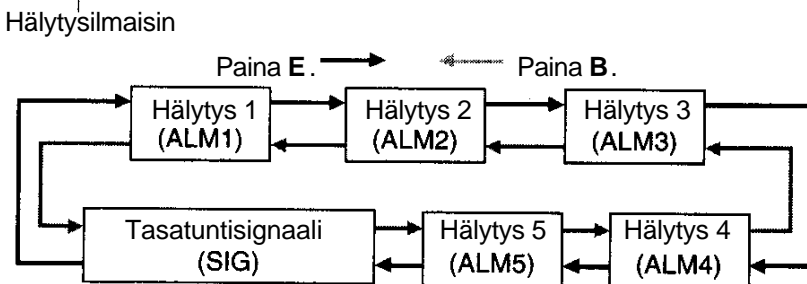 Hälytysilmaisin
Paina E. Paina B.
Hälytys 1
(ALM1)
Hälytys 2
(ALM2)
Hälytys 3
(ALM3)
Tasatuntisignaali
(SIG)
Hälytys 5
(ALM5)
Hälytys 4
(ALM4)